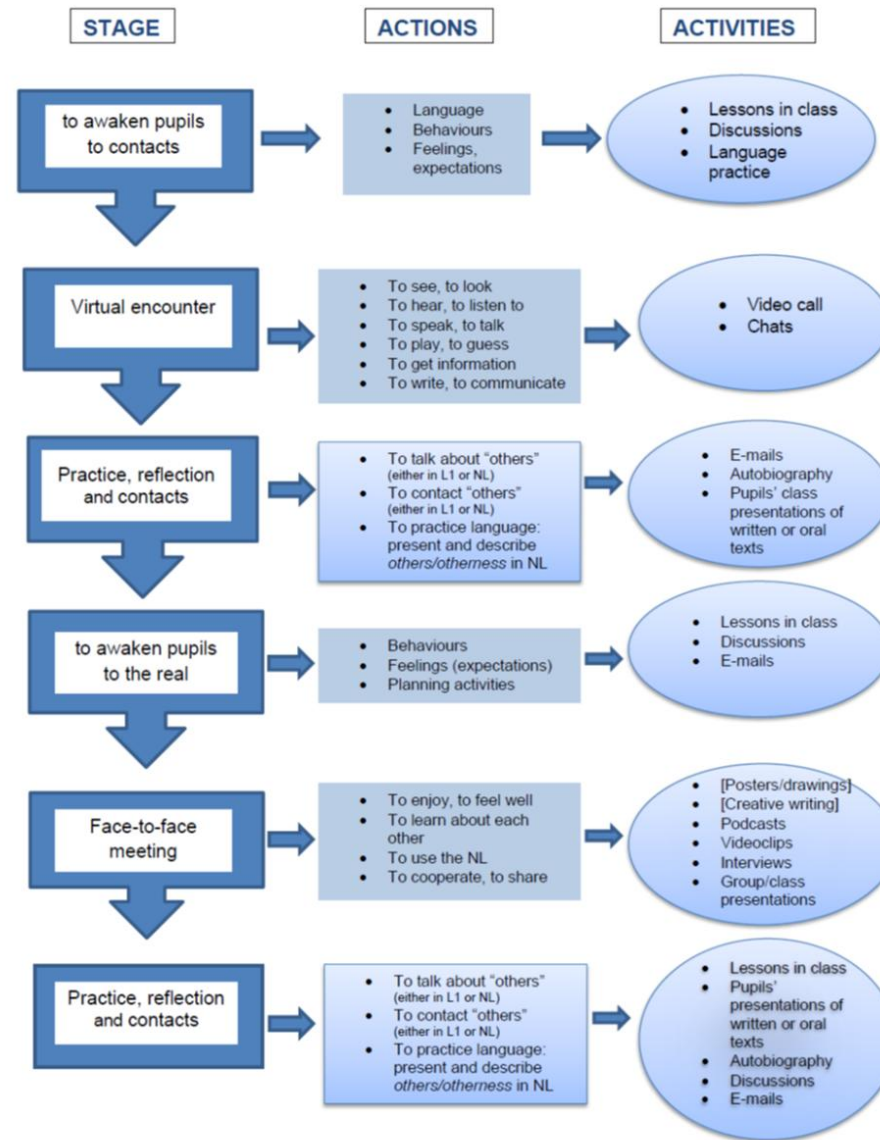 STAGE
ACTIONS
ACTIVITIES
to awaken pupils
to contacts
• Language
• Behaviours
• Feelings,
expectations
• Lessons in class
• Discussions
• Language
practice
Virtual encounter
• To see, to look
• To hear, to listen to
• To speak, to talk
• To play, to guess
• To get information
• To write, to communicate
• Video call
• Chats
Practice, reflection
and contacts
• To talk about “others”
(either in L1 or NL)
• To contact “others”
(either in L1 or NL)
• To practice language:
present and describe
others/otherness in NL
• E-mails
• Autobiography
• Pupils’ class
presentations of
written or oral
texts
to awaken pupils
to the real
• Behaviours
• Feelings (expectations)
• Planning activities
• Lessons in class
• Discussions
• E-mails
Face-to-face
meeting
• To enjoy, to feel well
• To learn about each
other
• To use the NL
• To cooperate, to share
• [Posters/drawings]
• [Creative writing]
• Podcasts
• Videoclips
• Interviews
• Group/class
presentations
Practice, reflection
and contacts
• To talk about “others”
(either in L1 or NL)
• To contact “others”
(either in L1 or NL)
• To practice language:
present and describe
others/otherness in NL
• Lessons in class
• Pupils’
presentations of
written or oral
texts
• Autobiography
• Discussions
• E-mails